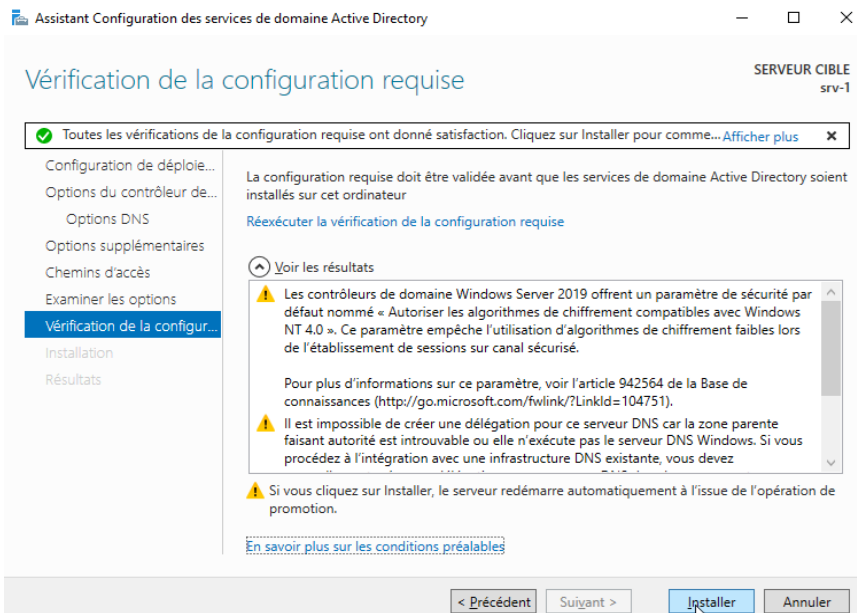 Assistant Configuration des services de domaine Active Directory
Vérification de la configuration requise
SERVEUR CIBLE
srv-1
Toutes les vérifications de la configuration requise ont donné satisfaction. Cliquez sur Installer pour comme... Afficher plus
Configuration de déploie...
Options du contrôleur de...
Options DNS
Options supplémentaires
Chemins d'accès
Examiner les options
Vérification de la configur...
Installation
Résultats
La configuration requise doit être validée avant que les services de domaine Active Directory soient
installés sur cet ordinateur
Réexécuter la vérification de la configuration requise
Voir les résultats
Les contrôleurs de domaine Windows Server 2019 offrent un paramètre de sécurité par
défaut nommé « Autoriser les algorithmes de chiffrement compatibles avec Windows
NT 4.0 ». Ce paramètre empêche l'utilisation d'algorithmes de chiffrement faibles lors
de l'établissement de sessions sur canal sécurisé.
Pour plus d'informations sur ce paramètre, voir l'article 942564 de la Base de
connaissances (http://go.microsoft.com/fwlink/?LinkId=104751).
Il est impossible de créer une délégation pour ce serveur DNS car la zone parente
faisant autorité est introuvable ou elle n'exécute pas le serveur DNS Windows. Si vous
procédez à l'intégration avec une infrastructure DNS existante, vous devez
Si vous cliquez sur Installer, le serveur redémarre automatiquement à l'issue de l'opération de
promotion.
En savoir plus sur les conditions préalables
< Précédent
Suivant >
Installer
Annuler